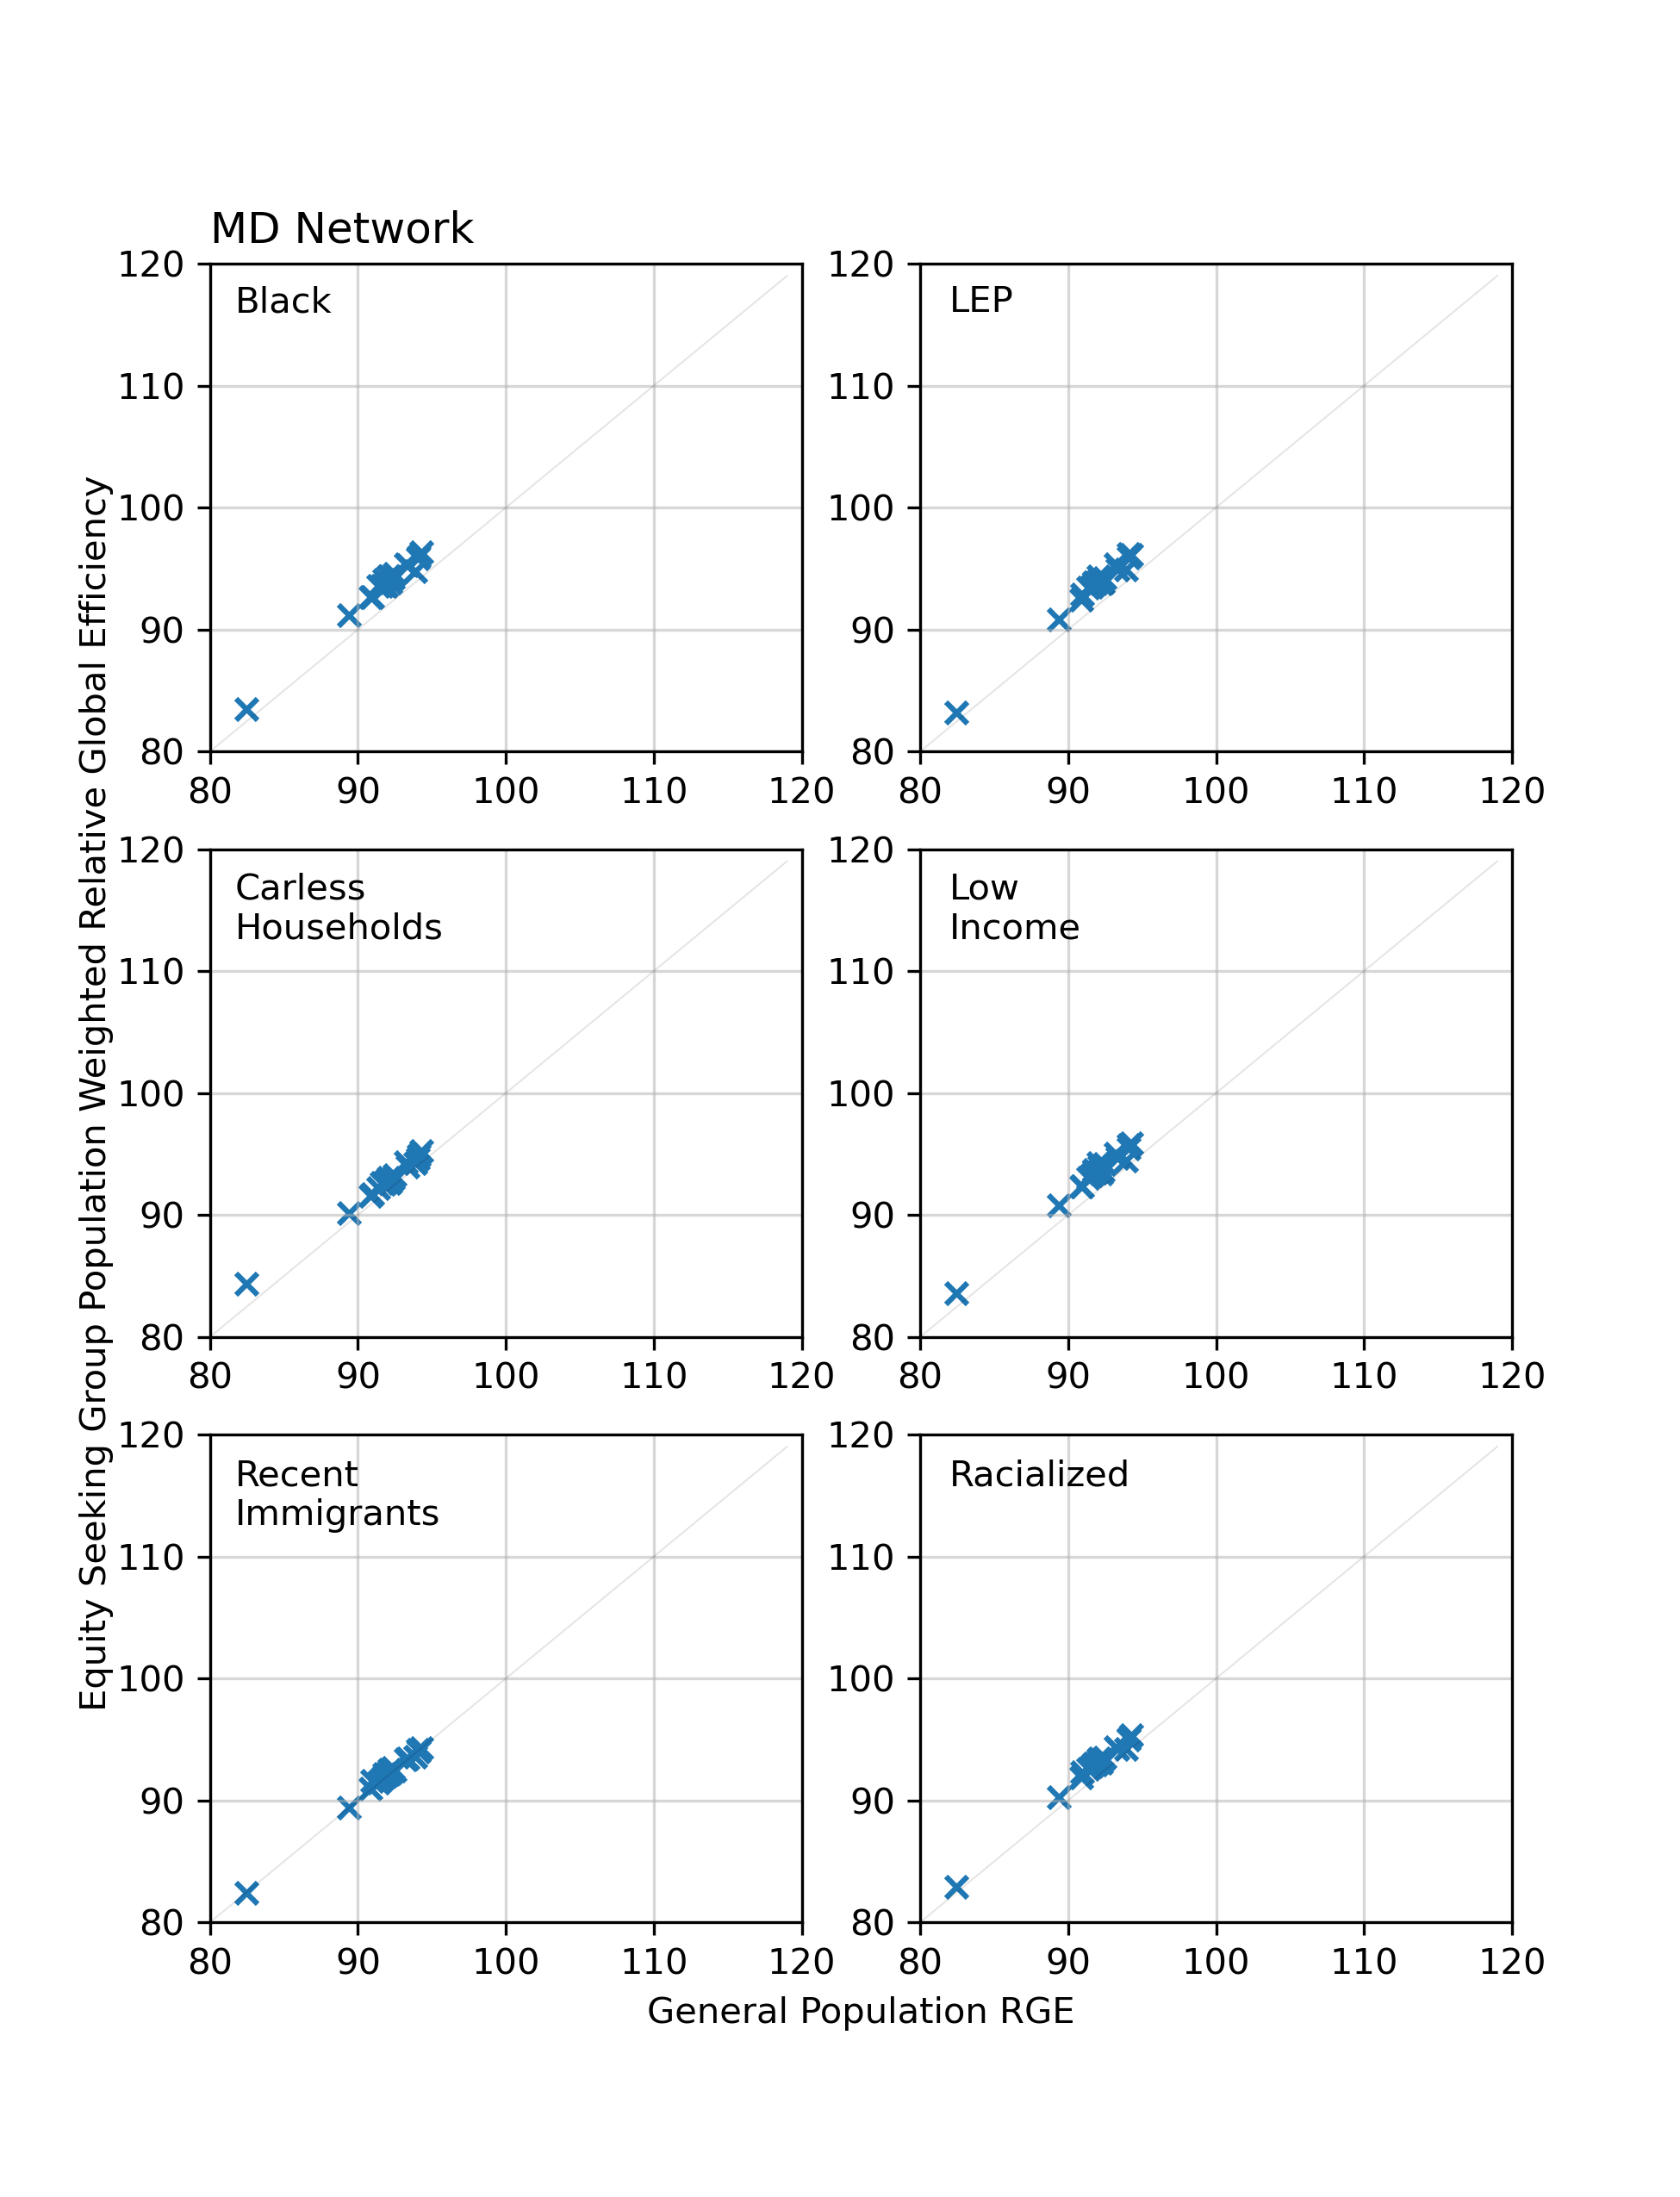 MD Network
Equity Seeking Group Population Weighted Relative Global Efficiency
120
110
100
90
80
Black
80 90 100 110 120
120
110
100
90
80
LEP
80 90 100 110 120
120
110
100
90
80
Carless
Households
80 90 100 110 120
120
110
100
90
80
Low
Income
80 90 100 110 120
120
110
100
90
80
Recent
Immigrants
80 90 100 110 120
120
110
100
90
80
Racialized
80 90 100 110 120
General Population RGE